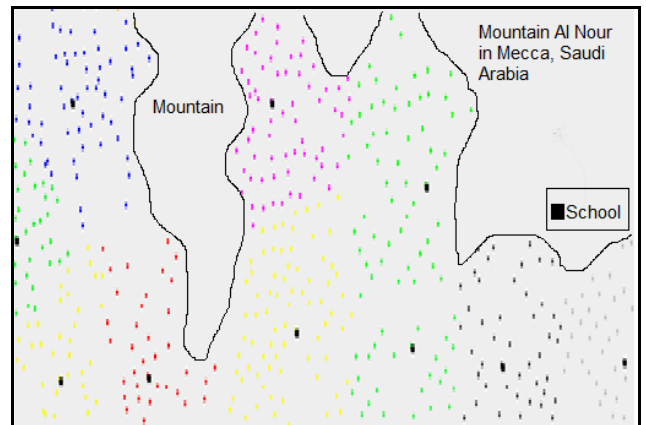 Mountain Al Nour
in Mecca, Saudi
Arabia
Mountain
School